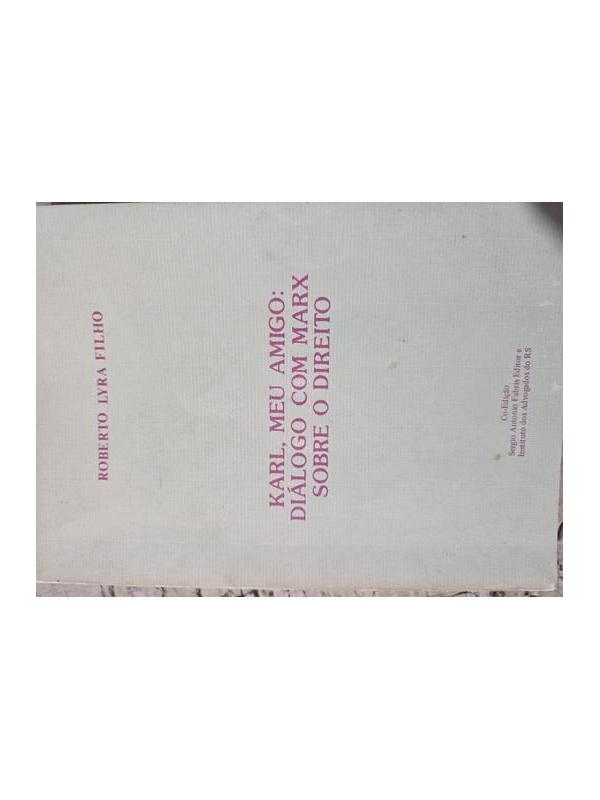 ROBERTO LYRA FILHO
KARL, MEU AMIGO:
DIÁLOGO COM MARX
SOBRE O DIREITO
Co-Edição
Sergio Antonio Fabris Editor e
Instituto dos Advogados do RS